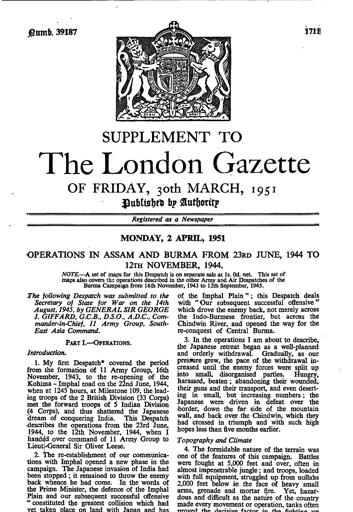 Numb. 39187
171
SUPPLEMENT TO
The London Gazette
OF FRIDAY, 30th MARCH, 1951
Published by Authority
Registered as a Newspaper
MONDAY, 2 APRIL, 1951
OPERATIONS IN ASSAM AND BURMA FROM 23RD JUNE, 1944 TO
12TH NOVEMBER, 1944.
NOTE.—A set of maps for this Despatch is on separate sale at 1s. 0d. net. This set of
maps also covers the operations described in the other Army and Air Despatches of the
Burma Campaign from 16th November, 1943 to 12th September, 1945.
The following despatch was submitted to the
Secretary of State for War on the 14th
August, 1945, by GENERAL SIR GEORGE
J. GIFFARD, G.C.B., D.S.O., A.D.C., Com-
mander-in-Chief, 11 Army Group, South-
East Asia Command.
PART I.—OPERATIONS.
Introduction.
1. My first Despatch* covered the period
from the formation of 11 Army Group, 16th
November, 1943, to the re-opening of the
Kohima - Imphal road on the 22nd June, 1944,
when at 1245 hours, at Milestone 109, the lead-
ing troops of the 2 British Division (33 Corps)
met the forward troops of 5 Indian Division
(4 Corps), and thus shattered the Japanese
dream of conquering India. This Despatch
describes the operations from the 23rd June,
1944, to the 12th November, 1944, when I
handed over command of 11 Army Group to
Lieut.-General Sir Oliver Leese.
2. The re-establishment of our communica-
tions with Imphal opened a new phase in the
campaign. The Japanese invasion of India had
been stopped; it remained to throw the enemy
back whence he had come. In the words of
the Prime Minister, the defence of the Imphal
Plain and our subsequent successful offensive
" constituted the greatest collision which had
yet taken place on land with Japan and has
of the Imphal Plain "; this Despatch deals
with " Our subsequent successful offensive "
which drove the enemy back, not merely across
the Indo-Burmese frontier, but across the
Chindwin River, and opened the way for the
re-conquest of Central Burma.
3. In the operations I am about to describe,
the Japanese retreat began as a well-planned
and orderly withdrawal. Gradually, as our
pressure grew, the pace of the withdrawal in-
creased until the enemy forces were split up
into small, disorganised parties. Hungry,
harassed, beaten; abandoning their wounded,
their guns and their transport, and even desert-
ing in small, but increasing numbers; the
Japanese were driven in defeat over the
border, down the far side of the mountain
wall, and back over the Chindwin, which they
had crossed in triumph and with such high
hopes less than five months earlier.
Topography and Climate
4. The formidable nature of the terrain was
one of the features of this campaign. Battles
were fought at 5,000 feet and over, often in
almost impenetrable jungle; and troops, loaded
with full equipment, struggled up from nullahs
2,000 feet below in the face of heavy small
arms, grenade and mortar fire. Yet, hazar-
dous and difficult as the nature of the country
made every movement or operation, tanks often
proved the decisive factor in the fighting on